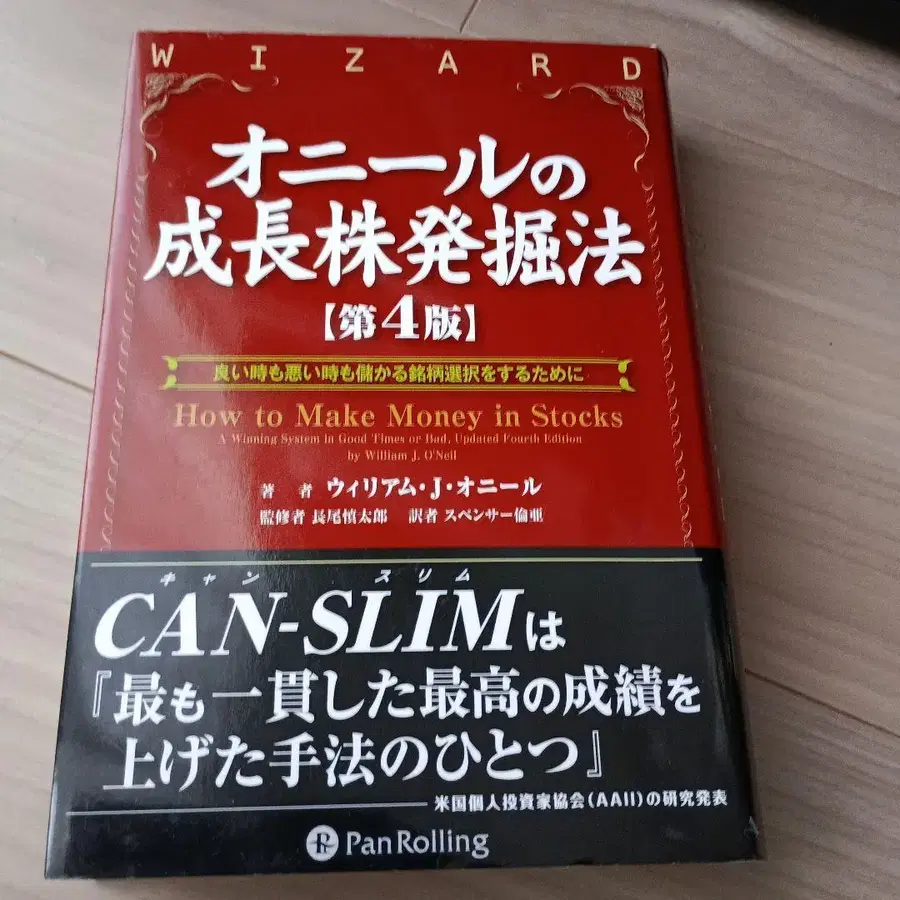 WIZARD
オニールの
成長株発掘法
【第4版】
良い時も悪い時も儲かる銘柄選択をするために
How to Make Money in Stocks
A Winning System in Good Times or Bad, Updated Fourth Edition
by William J. O'Neil
著 者 ウィリアム・J・オニール
監修者 長尾慎太郎 訳者 スペンサー倫亜
キャン スリム
CAN-SLIMは
『最も一貫した最高の成績を
上げた手法のひとつ』
米国個人投資家協会(AAII)の研究発表
PanRolling